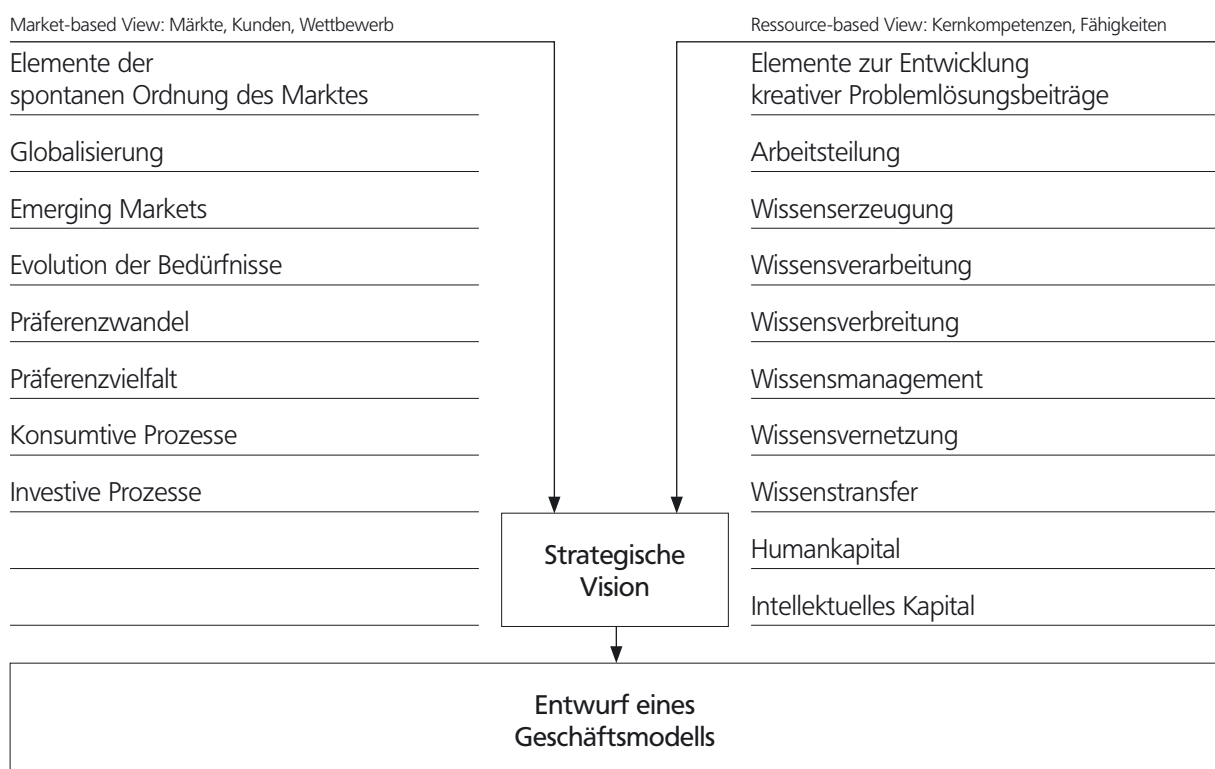 Market-based View: Märkte, Kunden, Wettbewerb
Elemente der
spontanen Ordnung des Marktes
Globalisierung
Emerging Markets
Evolution der Bedürfnisse
Präferenzwandel
Präferenzvielfalt
Konsumtive Prozesse
Investive Prozesse
Ressource-based View: Kernkompetenzen, Fähigkeiten
Elemente zur Entwicklung
kreativer Problemlösungsbeiträge
Arbeitsteilung
Wissenserzeugung
Wissensverarbeitung
Wissensverbreitung
Wissensmanagement
Wissensvernetzung
Wissenstransfer
Humankapital
Intellektuelles Kapital
Strategische
Vision
Entwurf eines
Geschäftsmodells